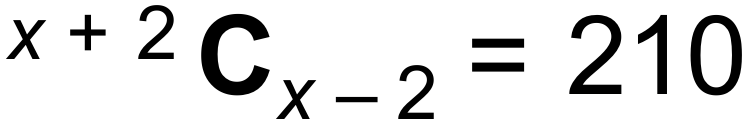 x + 2 C x – 2 = 210